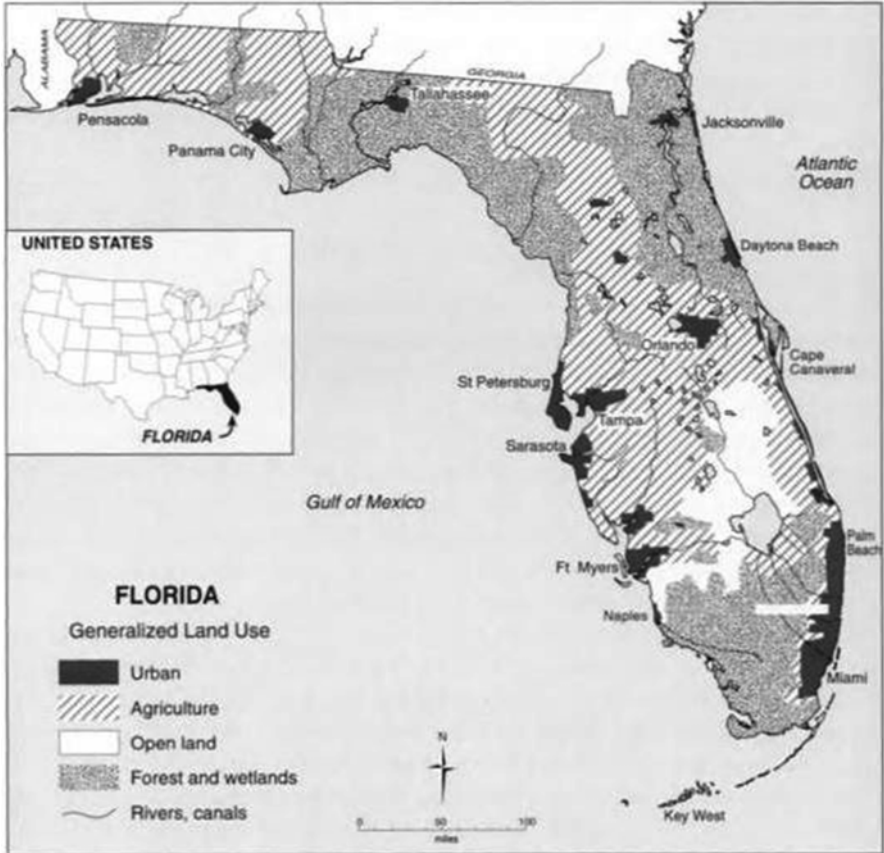 ALABAMA
GEORGIA
Tallahassee
Pensacola
Panama City
Jacksonville
Atlantic
Ocean
UNITED STATES
Daytona Beach
Orlando
Cape
Canaveral
St Petersburg
Tampa
FLORIDA
Sarasota
Gulf of Mexico
Palm
Beach
Ft Myers
FLORIDA
Generalized Land Use
Naples
Urban
Miami
Agriculture
Open land
N
Forest and wetlands
Rivers, canals
Key West
0 50 100
miles